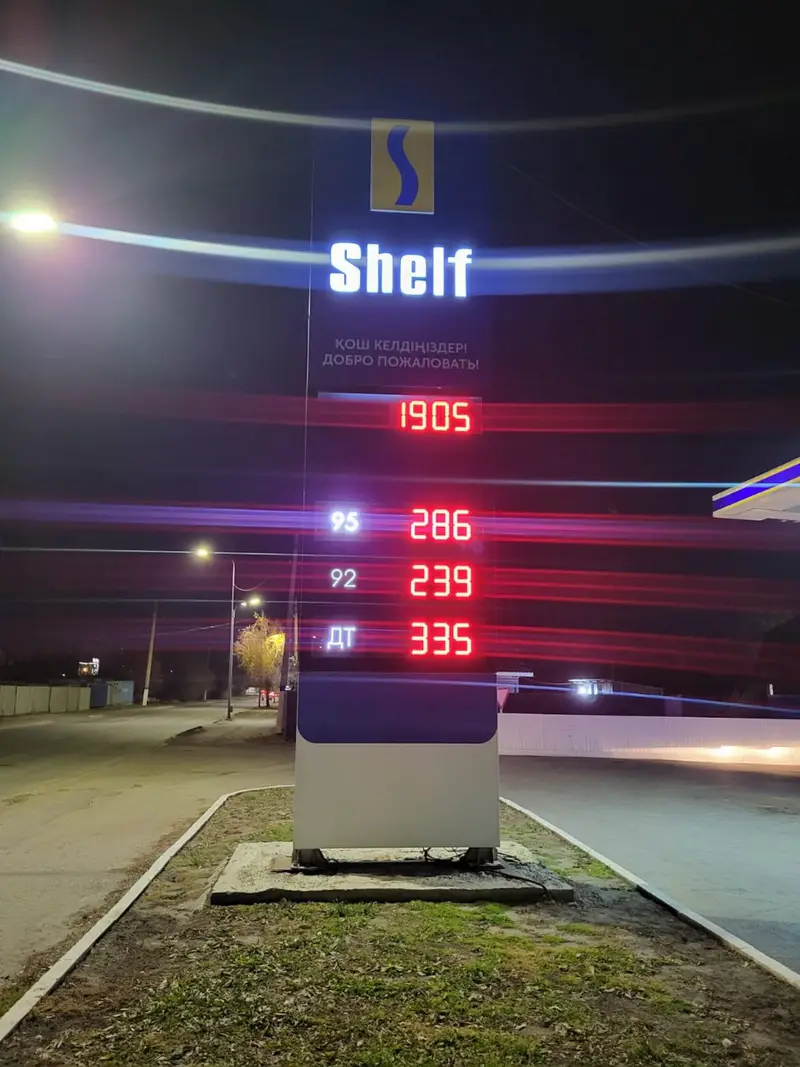 Shelf
ҚОШ КЕЛДІҢІЗДЕР!
ДОБРО ПОЖАЛОВАТЬ!
1905
95 286
92 239
ДТ 335